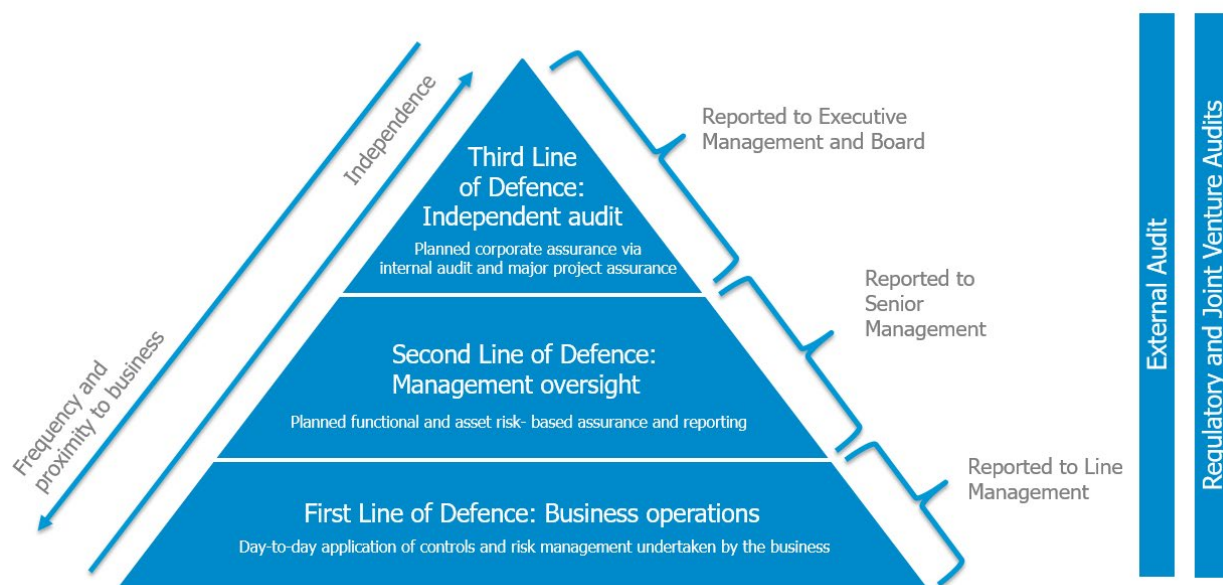 Independence
Frequency and
proximity to business
Third Line
of Defence:
Independent audit
Planned corporate assurance via
internal audit and major project assurance
Reported to Executive
Management and Board
Second Line of Defence:
Management oversight
Planned functional and asset risk- based assurance and reporting
Reported to
Senior
Management
First Line of Defence: Business operations
Day-to-day application of controls and risk management undertaken by the business
Reported to Line
Management
External Audit
Regulatory and Joint Venture Audits